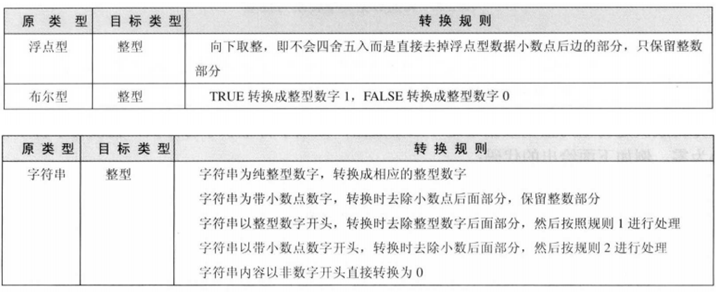 原 类 型 目 标 类 型 转 换 规 则
浮点型 整型 向下取整，即不会四舍五入而是直接去掉浮点型数据小数点后边的部分，只保留整数
部分
布尔型 整型 TRUE 转换成整型数字 1，FALSE 转换成整型数字 0
原 类 型 目 标 类 型 转 换 规 则
字符串 整型 字符串为纯整型数字，转换成相应的整型数字
字符串为带小数点数字，转换时去除小数点后面部分，保留整数部分
字符串以整型数字开头，转换时去除整型数字后面部分，然后按照规则 1 进行处理
字符串以带小数点数字开头，转换时去除小数后面部分，然后按规则 2 进行处理
字符串内容以非数字开头直接转换为 0